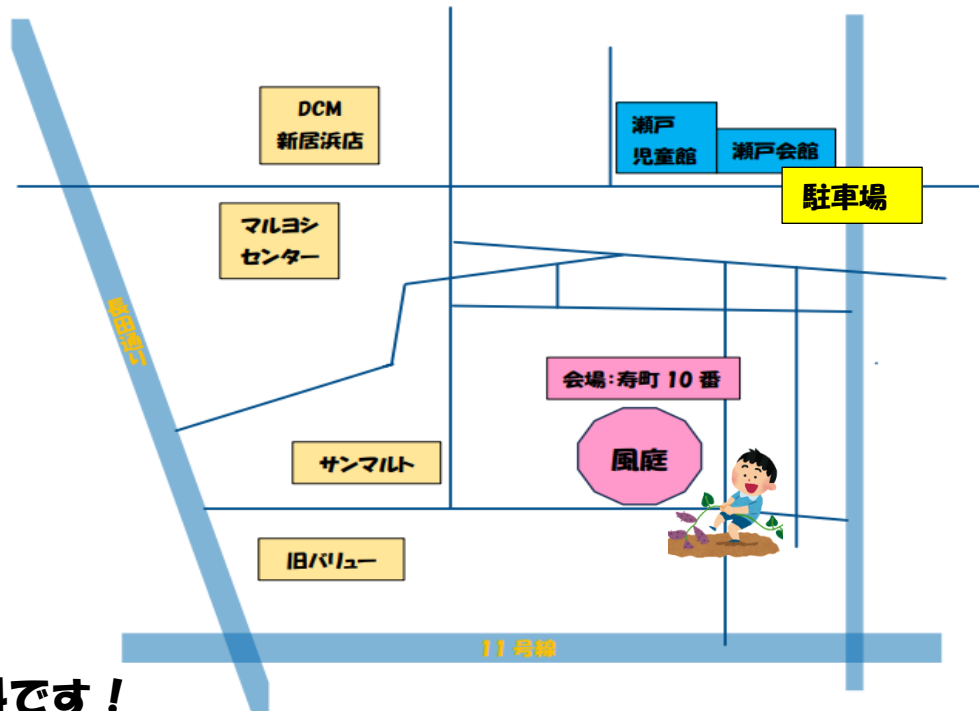 DCM
新居浜店
瀬戸
児童館
瀬戸会館
駐車場
マルヨシ
センター
長田通り
会場:寿町 10 番
風庭
サンマルト
旧バリュー
11 号線
です!